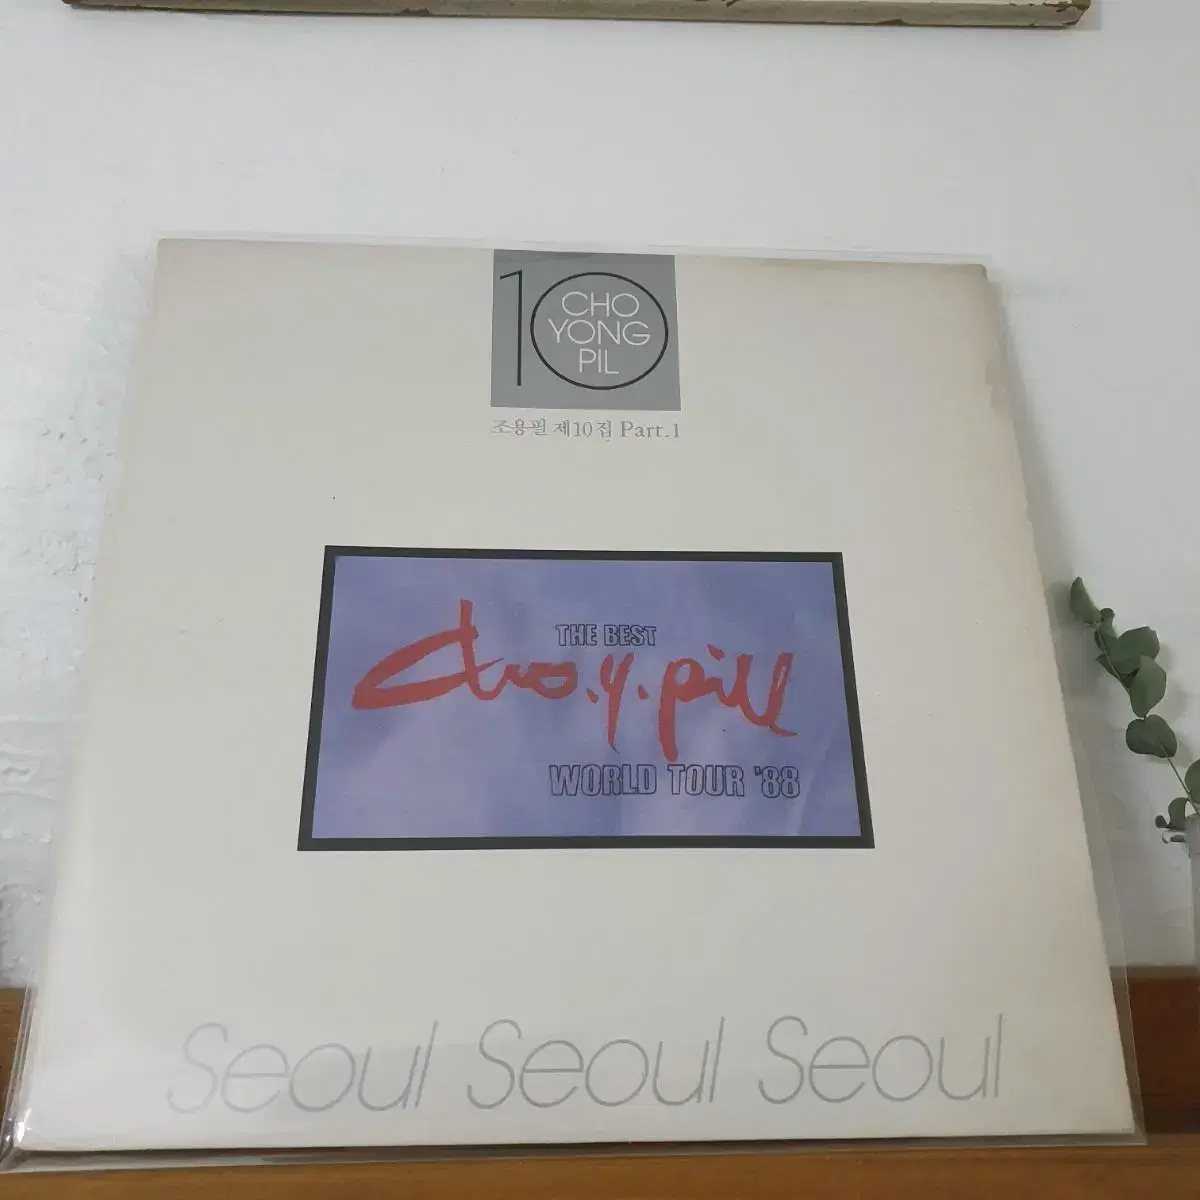 10
CHO
YONG
PIL
조용필 제10집 Part.1
THE BEST
cho.y.pill
WORLD TOUR '88
Seoul Seoul Seoul